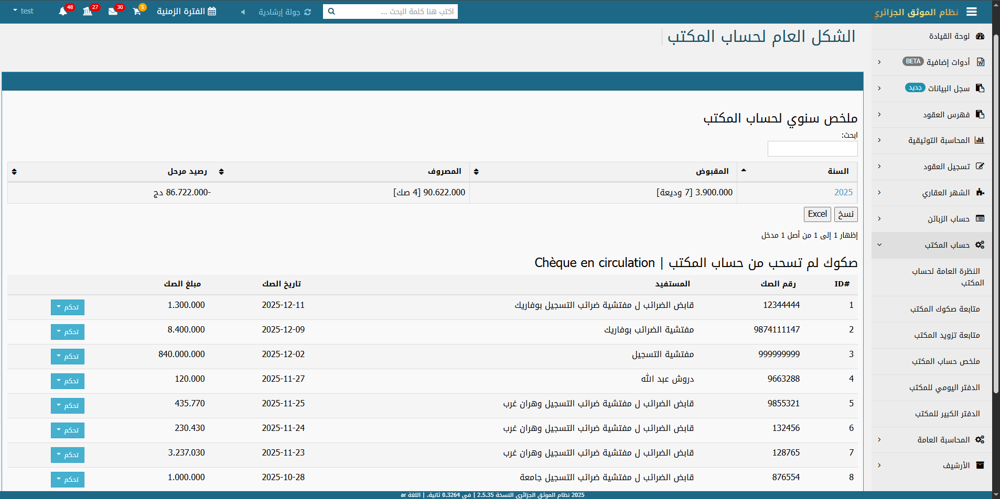 نظام الموثق الجزائري
اكتب هنا كلمة البحث ...
جولة إرشادية
الفترة الزمنية
5
30
27
48
test
لوحة القيادة
أدوات إضافية BETA
سجل البيانات جديد
فهرس العقود
المحاسبة التوثيقية
تسجيل العقود
الشهر العقاري
حساب الزبائن
حساب المكتب
النظرة العامة لحساب
المكتب
متابعة صكوك المكتب
متابعة تزويد المكتب
ملخص حساب المكتب
الدفتر اليومي للمكتب
الدفتر الكبير للمكتب
المحاسبة العامة
الأرشيف
الشكل العام لحساب المكتب
ملخص سنوي لحساب المكتب
ابحث:
السنة المقبوض المصروف رصيد مرحل
2025 3.900.000 [7 وديعة] 90.622.000 [4 صك] -86.722.000 دج
نسخ Excel
إظهار 1 إلى 1 من أصل 1 مدخل
صكوك لم تسحب من حساب المكتب | Chèque en circulation
ID# رقم الصك المستفيد تاريخ الصك مبلغ الصك
1 12344444 قابض الضرائب ل مفتشية ضرائب التسجيل بوفاريك 2025-12-11 1.300.000 تحكم
2 9874111147 مفتشية الضرائب بوفاريك 2025-12-09 8.400.000 تحكم
3 999999999 مفتشية التسجيل 2025-12-02 840.000.000 تحكم
4 9663288 دروش عبد الله 2025-11-27 120.000 تحكم
5 9855321 قابض الضرائب ل مفتشية ضرائب التسجيل وهران غرب 2025-11-25 435.770 تحكم
6 132456 قابض الضرائب ل مفتشية ضرائب التسجيل وهران غرب 2025-11-24 230.430 تحكم
7 128765 قابض الضرائب ل مفتشية ضرائب التسجيل وهران غرب 2025-11-23 3.237.030 تحكم
8 876554 قابض الضرائب ل مفتشية ضرائب التسجيل جامعة 2025-10-28 1.000.000 تحكم
2025 نظام الموثق الجزائري النسخة 2.5.35 | في 0.3264 ثانية. | اللغة ar